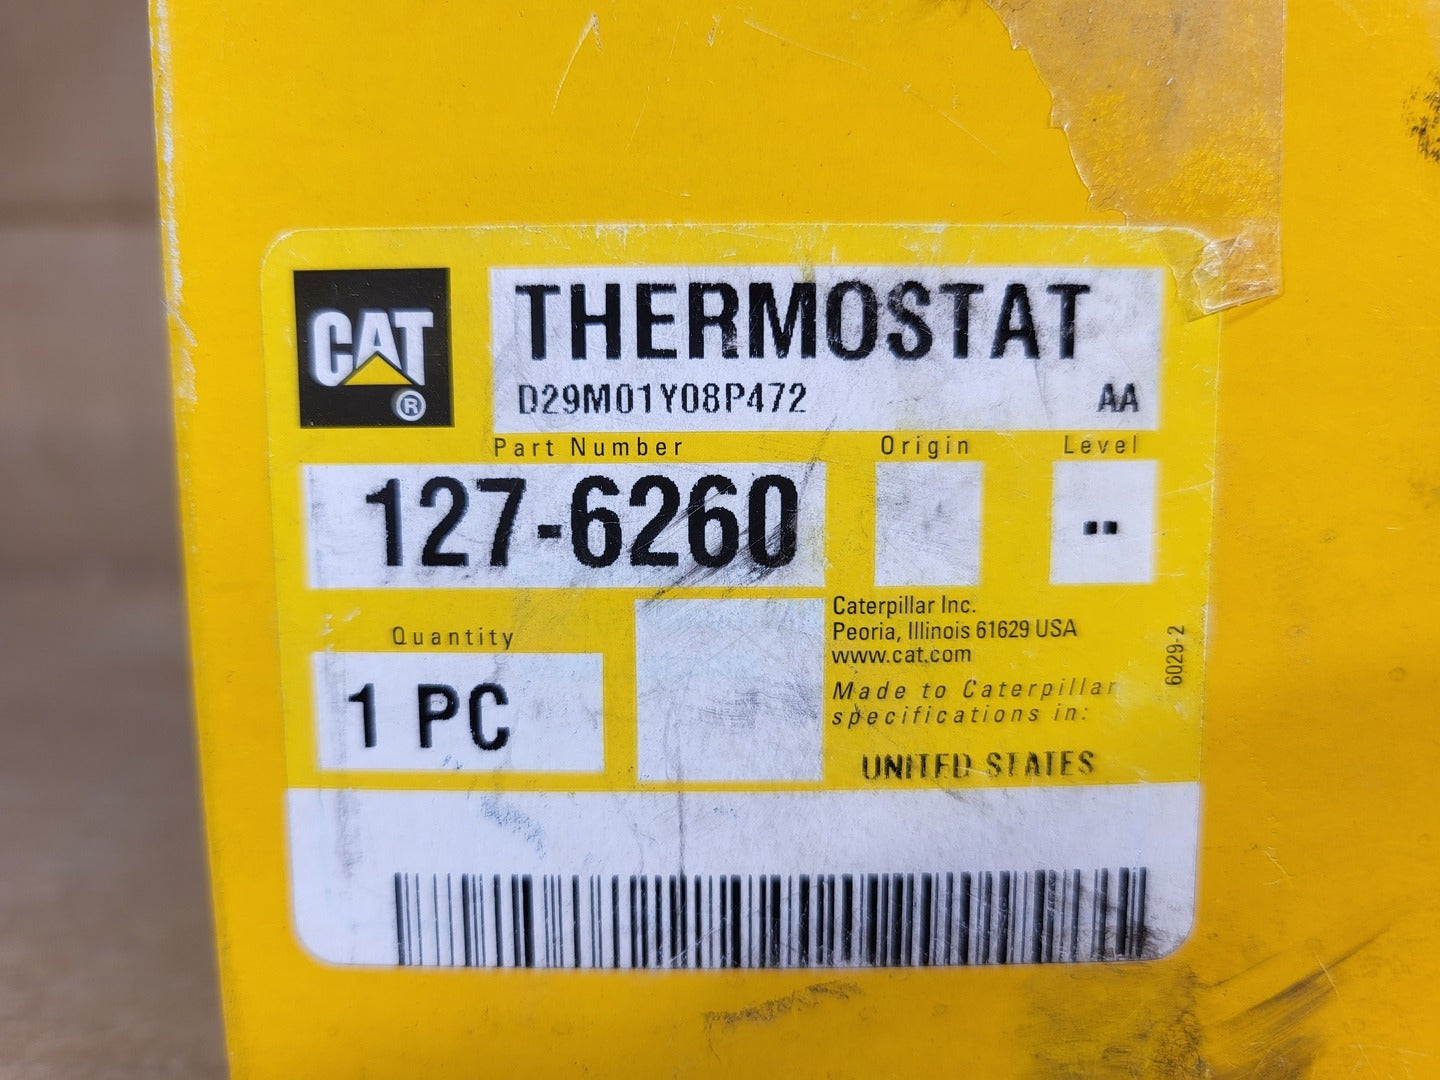 CAT
®
THERMOSTAT
D29M01Y08P472 AA
Part Number Origin Level
127-6260 ..
Quantity
1 PC
Caterpillar Inc.
Peoria, Illinois 61629 USA
www.cat.com
Made to Caterpillar
specifications in:
UNITED STATES
6029-2